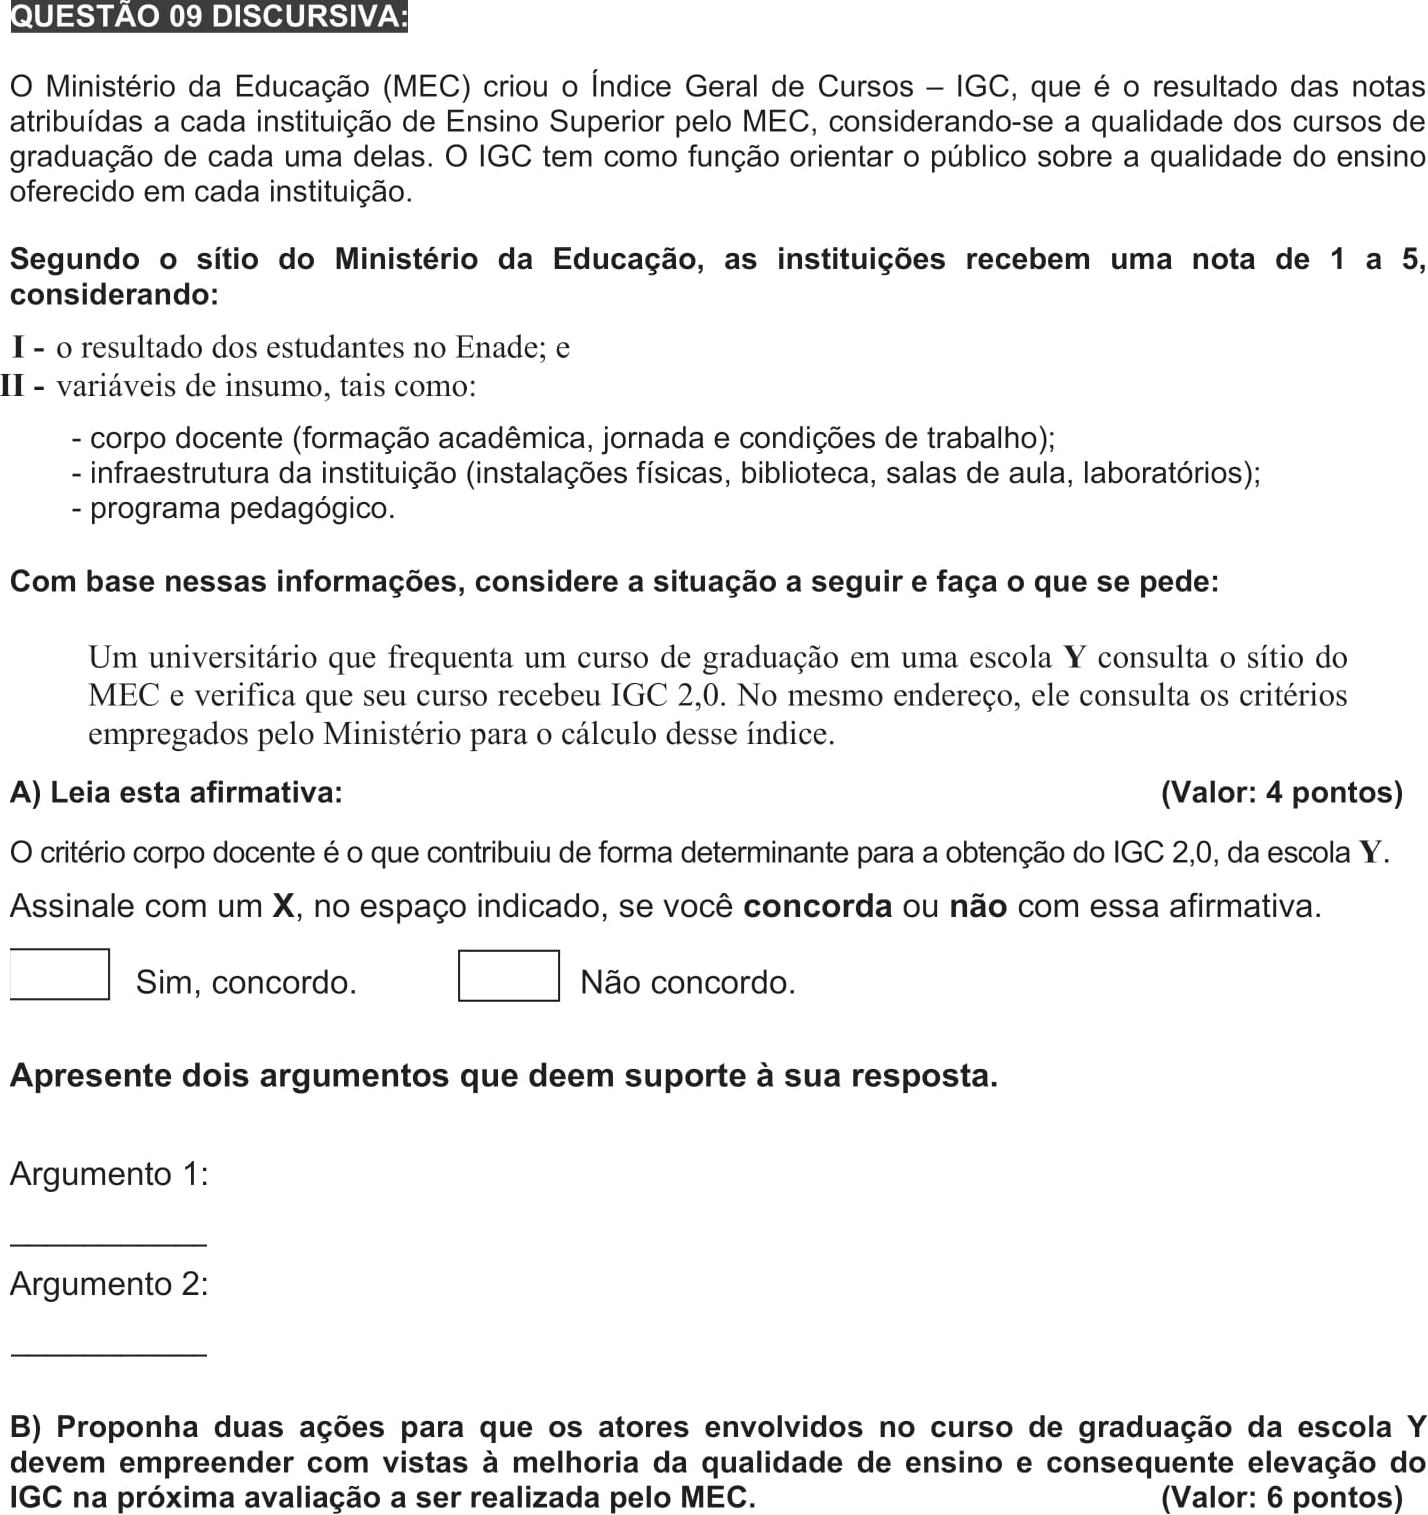 QUESTÃO 09 DISCURSIVA:
O Ministério da Educação (MEC) criou o Índice Geral de Cursos – IGC, que é o resultado das notas
atribuídas a cada instituição de Ensino Superior pelo MEC, considerando-se a qualidade dos cursos de
graduação de cada uma delas. O IGC tem como função orientar o público sobre a qualidade do ensino
oferecido em cada instituição.
Segundo o sítio do Ministério da Educação, as instituições recebem uma nota de 1 a 5,
considerando:
I - o resultado dos estudantes no Enade; e
II - variáveis de insumo, tais como:
- corpo docente (formação acadêmica, jornada e condições de trabalho);
- infraestrutura da instituição (instalações físicas, biblioteca, salas de aula, laboratórios);
- programa pedagógico.
Com base nessas informações, considere a situação a seguir e faça o que se pede:
Um universitário que frequenta um curso de graduação em uma escola Y consulta o sítio do
MEC e verifica que seu curso recebeu IGC 2,0. No mesmo endereço, ele consulta os critérios
empregados pelo Ministério para o cálculo desse índice.
A) Leia esta afirmativa: (Valor: 4 pontos)
O critério corpo docente é o que contribuiu de forma determinante para a obtenção do IGC 2,0, da escola Y.
Assinale com um X, no espaço indicado, se você concorda ou não com essa afirmativa.
Sim, concordo. Não concordo.
Apresente dois argumentos que deem suporte à sua resposta.
Argumento 1:
____________
Argumento 2:
____________
B) Proponha duas ações para que os atores envolvidos no curso de graduação da escola Y
devem empreender com vistas à melhoria da qualidade de ensino e consequente elevação do
IGC na próxima avaliação a ser realizada pelo MEC. (Valor: 6 pontos)